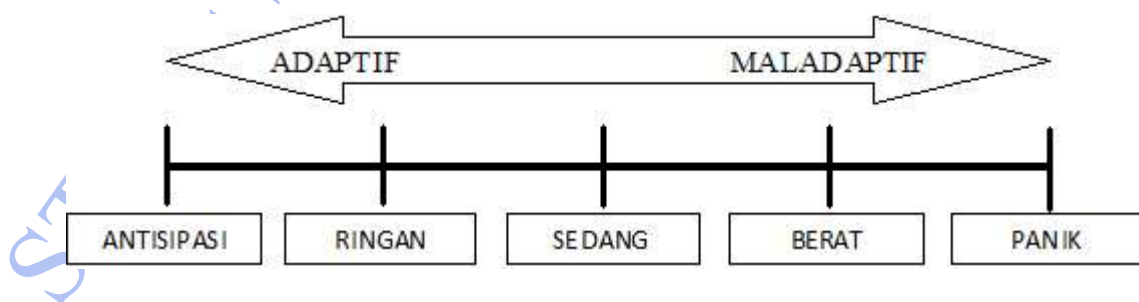 ADAPTIF MALADAPTIF
ANTISIPASI RINGAN SEDANG BERAT PANIK